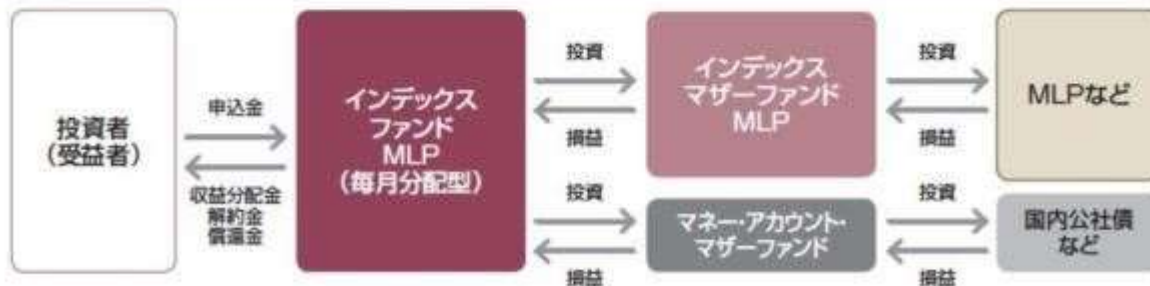 投資者
（受益者）
申込金
収益分配金
解約金
償還金
インデックス
ファンド
MLP
（毎月分配型）
投資
損益
インデックス
マザーファンド
MLP
投資
損益
MLPなど
投資
損益
マネー・アカウント・
マザーファンド
投資
損益
国内公社債
など